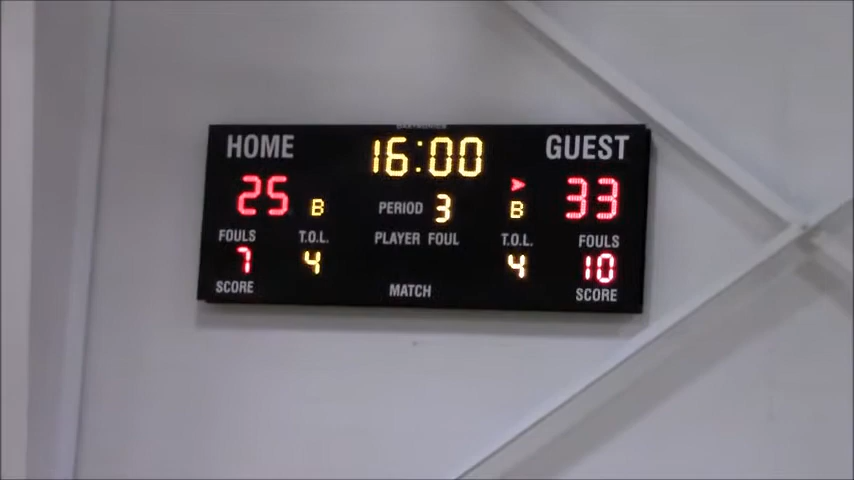 DAKTRONICS
HOME 16:00 GUEST
25 B PERIOD 3 B 33
FOULS T.O.L. PLAYER FOUL T.O.L. FOULS
7 4 4 10
SCORE MATCH SCORE